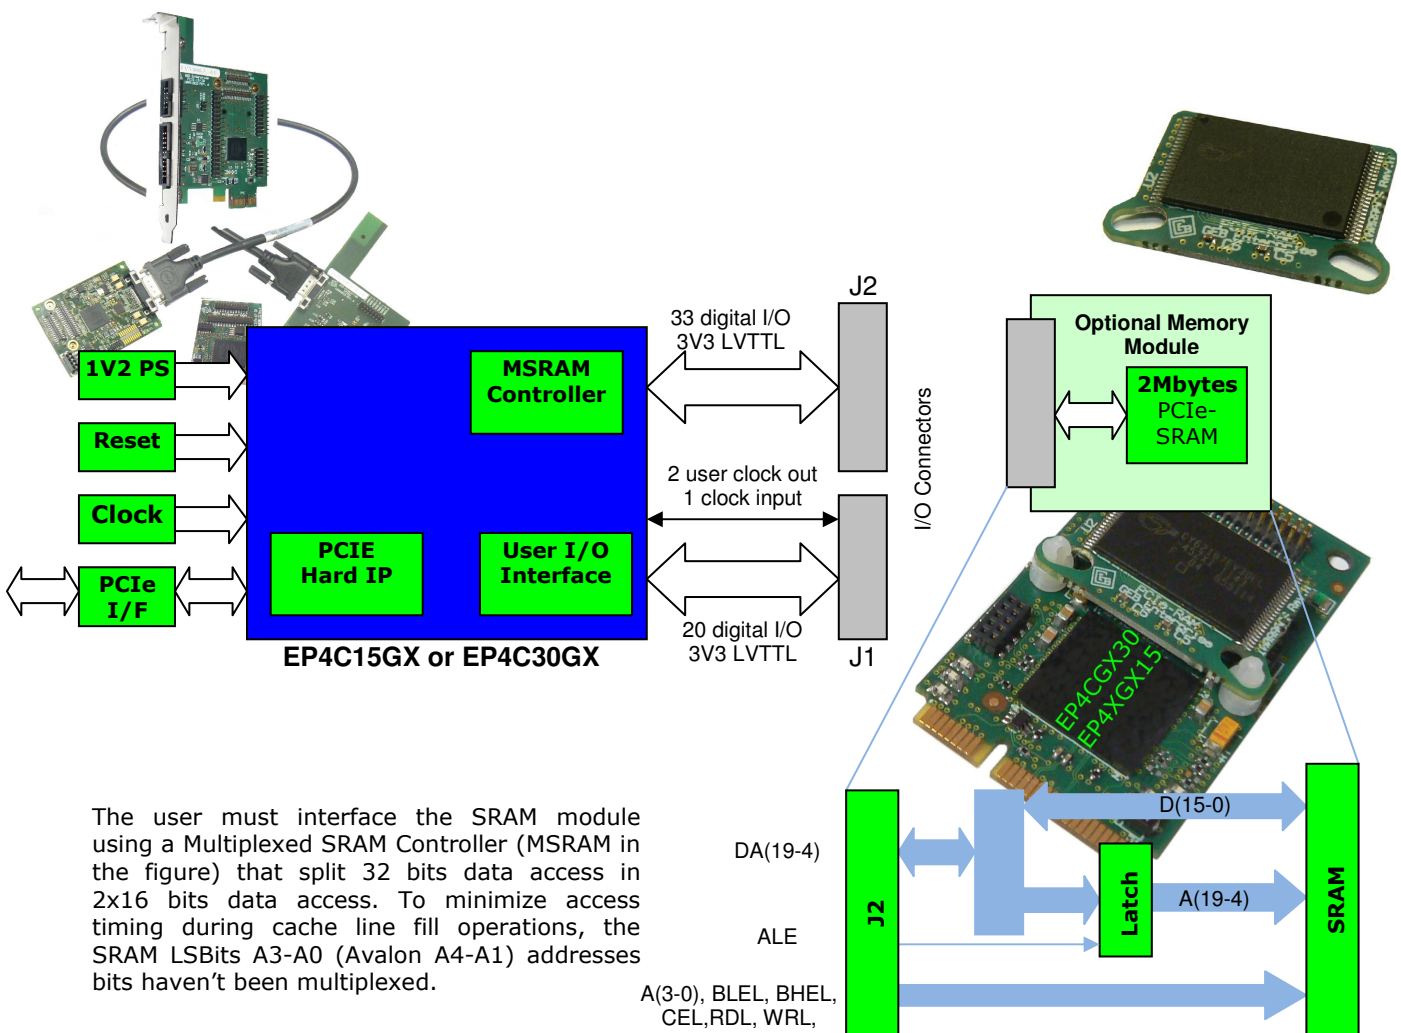 J2
33 digital I/O
3V3 LVTTL
Optional Memory
Module
1V2 PS
MSRAM
Controller
2Mbytes
PCIe-
SRAM
I/O Connectors
Reset
2 user clock out
1 clock input
Clock
PCIE
Hard IP
User I/O
Interface
PCIe
I/F
20 digital I/O
3V3 LVTTL
EP4C15GX or EP4C30GX
J1
J2
J2
PCIe-RAM
EP4CGX30
EP4XGX15
The user must interface the SRAM module
using a Multiplexed SRAM Controller (MSRAM in
the figure) that split 32 bits data access in
2x16 bits data access. To minimize access
timing during cache line fill operations, the
SRAM LSBits A3-A0 (Avalon A4-A1) addresses
bits haven’t been multiplexed.
D(15-0)
DA(19-4)
J2
Latch
A(19-4)
SRAM
ALE
A(3-0), BLEL, BHEL,
CEL,RDL, WRL,